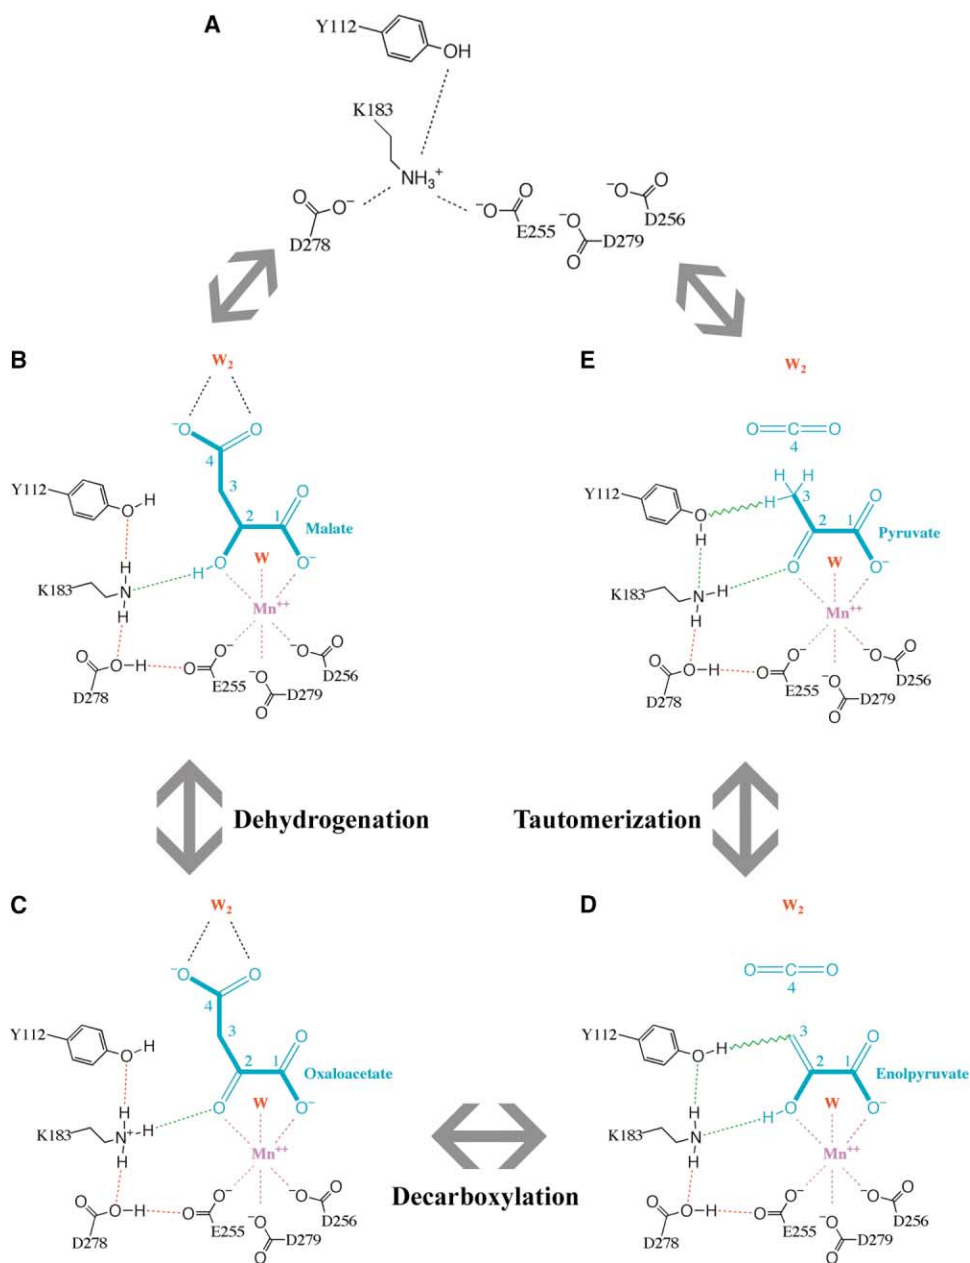 A
Y112
OH
K183
NH₃⁺
O
O⁻
D278
⁻O
O
E255
⁻O
O
D279
⁻O
O
D256
B
W₂
⁻O
O
4
3
2
1
O
O⁻
Malate
Y112
O
H
H
K183
N
H
H
O
W
Mn⁺⁺
O
O
H
D278
O
O⁻
E255
⁻O
O
D279
⁻O
O
D256
E
W₂
O
C
O
4
H
H
H
3
2
1
O
O⁻
Pyruvate
Y112
O
H
K183
N
H
H
O
W
Mn⁺⁺
O
O
H
D278
O
O⁻
E255
⁻O
O
D279
⁻O
O
D256
Dehydrogenation
Tautomerization
C
W₂
⁻O
O
4
3
2
1
O
O⁻
Oxaloacetate
Y112
O
H
H
K183
N⁺
H
H
O
W
Mn⁺⁺
O
O
H
D278
O
O⁻
E255
⁻O
O
D279
⁻O
O
D256
Decarboxylation
D
W₂
O
C
O
4
3
2
1
O
O⁻
Enolpyruvate
Y112
O
H
H
K183
N
H
H
O
W
Mn⁺⁺
O
O
H
D278
O
O⁻
E255
⁻O
O
D279
⁻O
O
D256